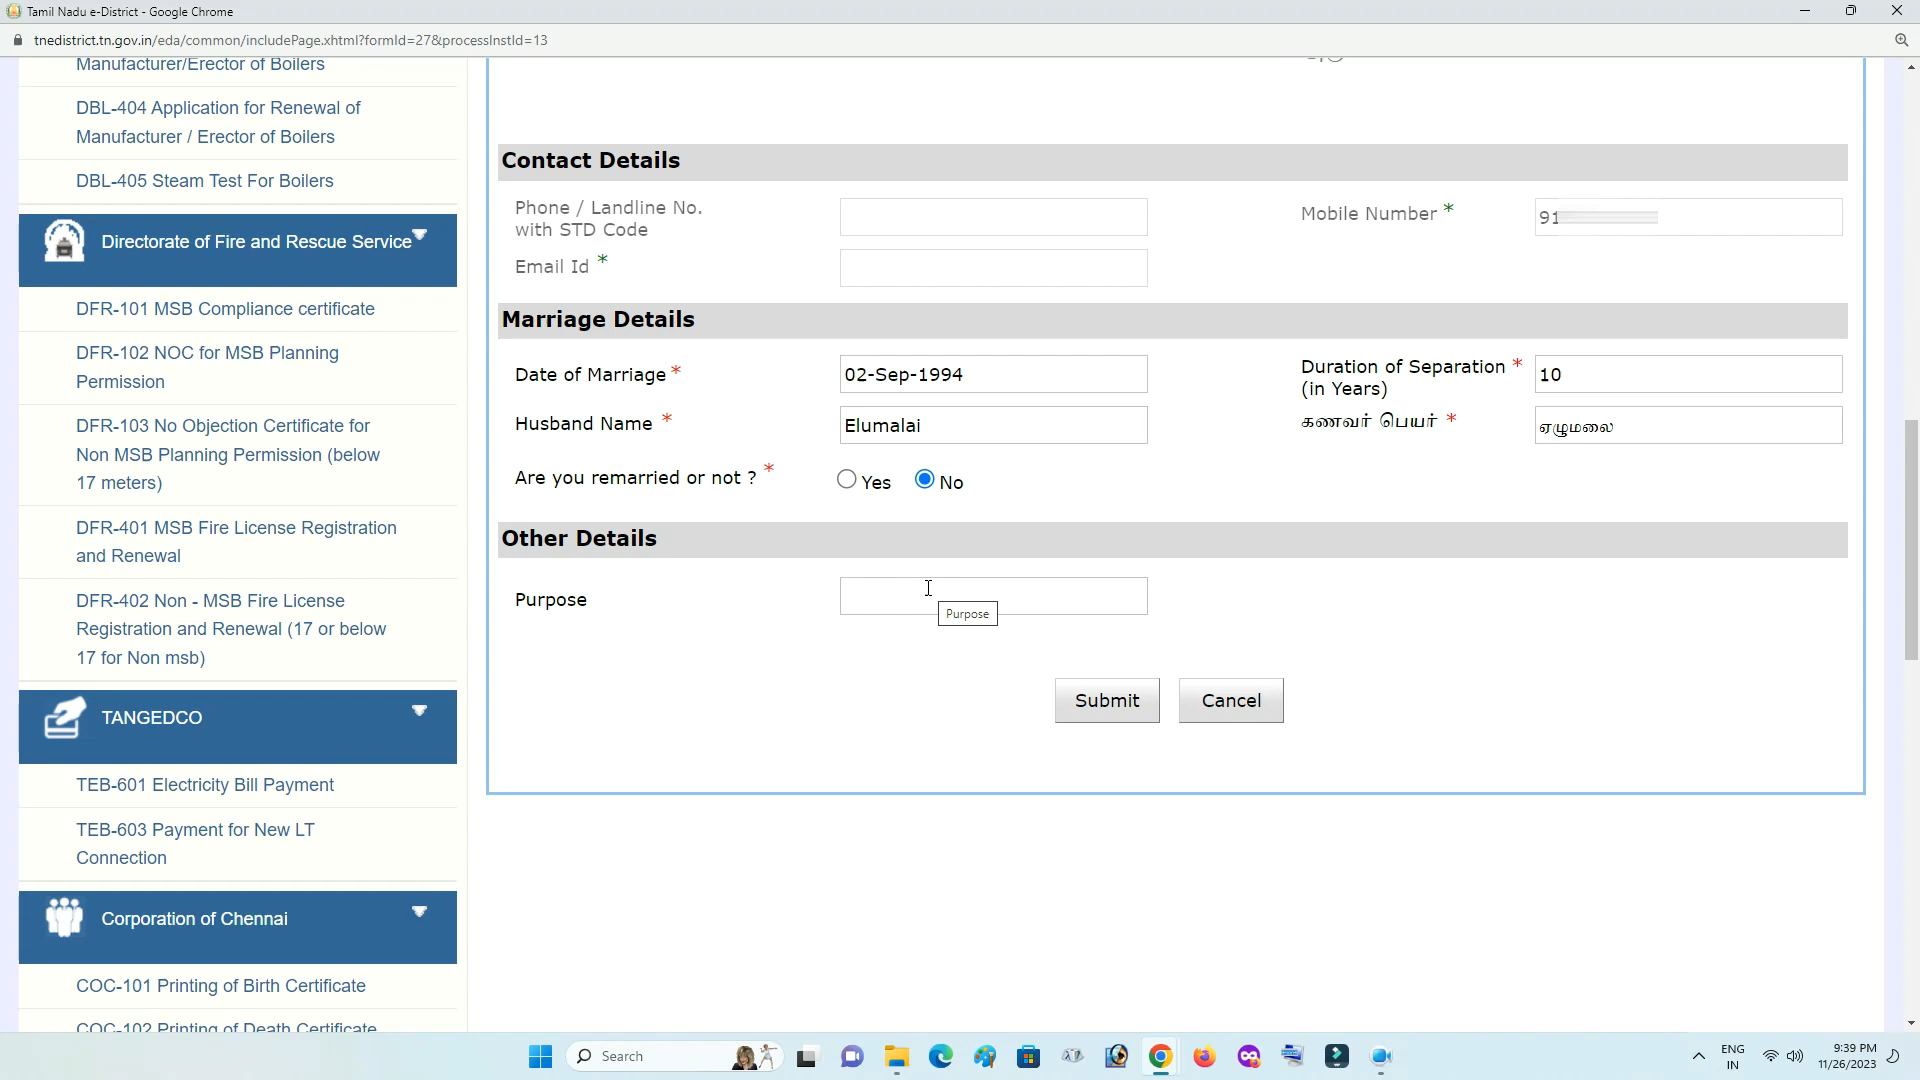 Tamil Nadu e-District - Google Chrome
tnedistrict.tn.gov.in/eda/common/includePage.xhtml?formId=27&processInstId=13
Manufacturer/Erector of Boilers
DBL-404 Application for Renewal of
Manufacturer / Erector of Boilers
DBL-405 Steam Test For Boilers
Directorate of Fire and Rescue Service
DFR-101 MSB Compliance certificate
DFR-102 NOC for MSB Planning
Permission
DFR-103 No Objection Certificate for
Non MSB Planning Permission (below
17 meters)
DFR-401 MSB Fire License Registration
and Renewal
DFR-402 Non - MSB Fire License
Registration and Renewal (17 or below
17 for Non msb)
TANGEDCO
TEB-601 Electricity Bill Payment
TEB-603 Payment for New LT
Connection
Corporation of Chennai
COC-101 Printing of Birth Certificate
COC-102 Printing of Death Certificate
Contact Details
Phone / Landline No.
with STD Code
Mobile Number *
91
Email Id *
Marriage Details
Date of Marriage *
02-Sep-1994
Duration of Separation *
(in Years)
10
Husband Name *
Elumalai
கணவர் பெயர் *
ஏழுமலை
Are you remarried or not ? *
Yes
No
Other Details
Purpose
Purpose
Submit
Cancel
Search
ENG
IN
9:39 PM
11/26/2023